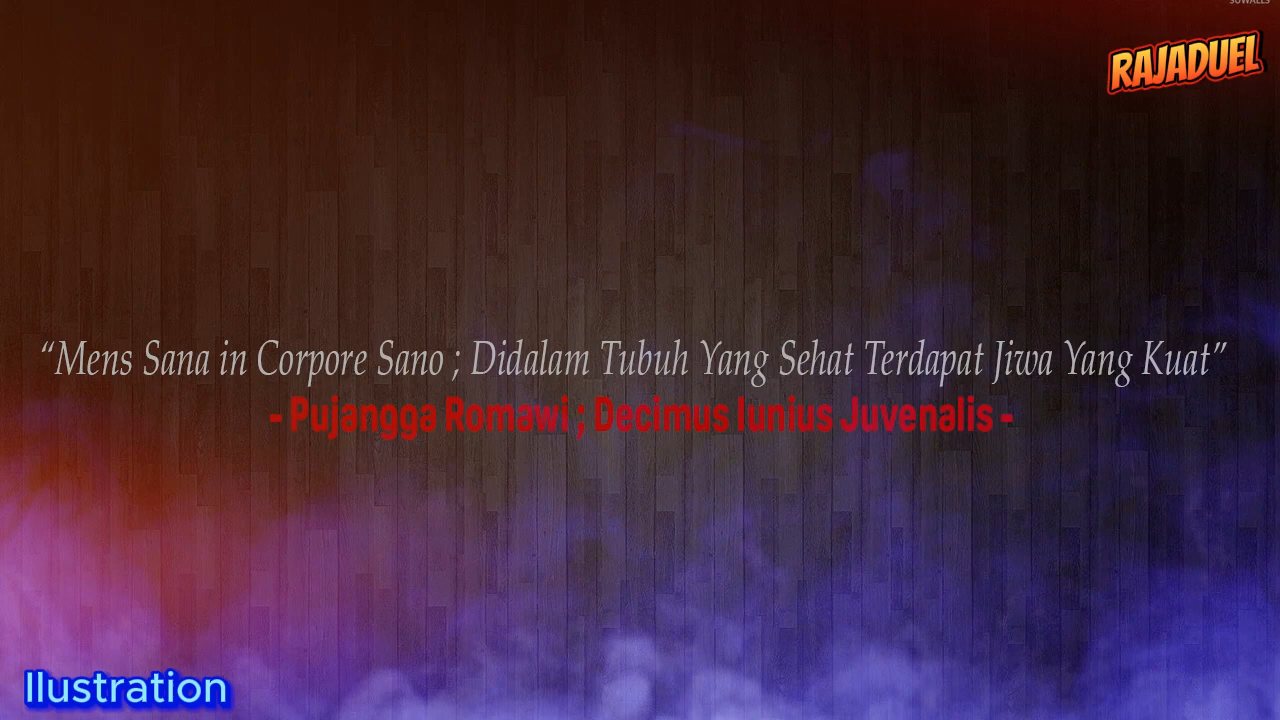 RAJADUEL
“Mens Sana in Corpore Sano ; Didalam Tubuh Yang Sehat Terdapat Jiwa Yang Kuat”
- Pujangga Romawi ; Decimus Iunius Juvenalis -
Ilustration